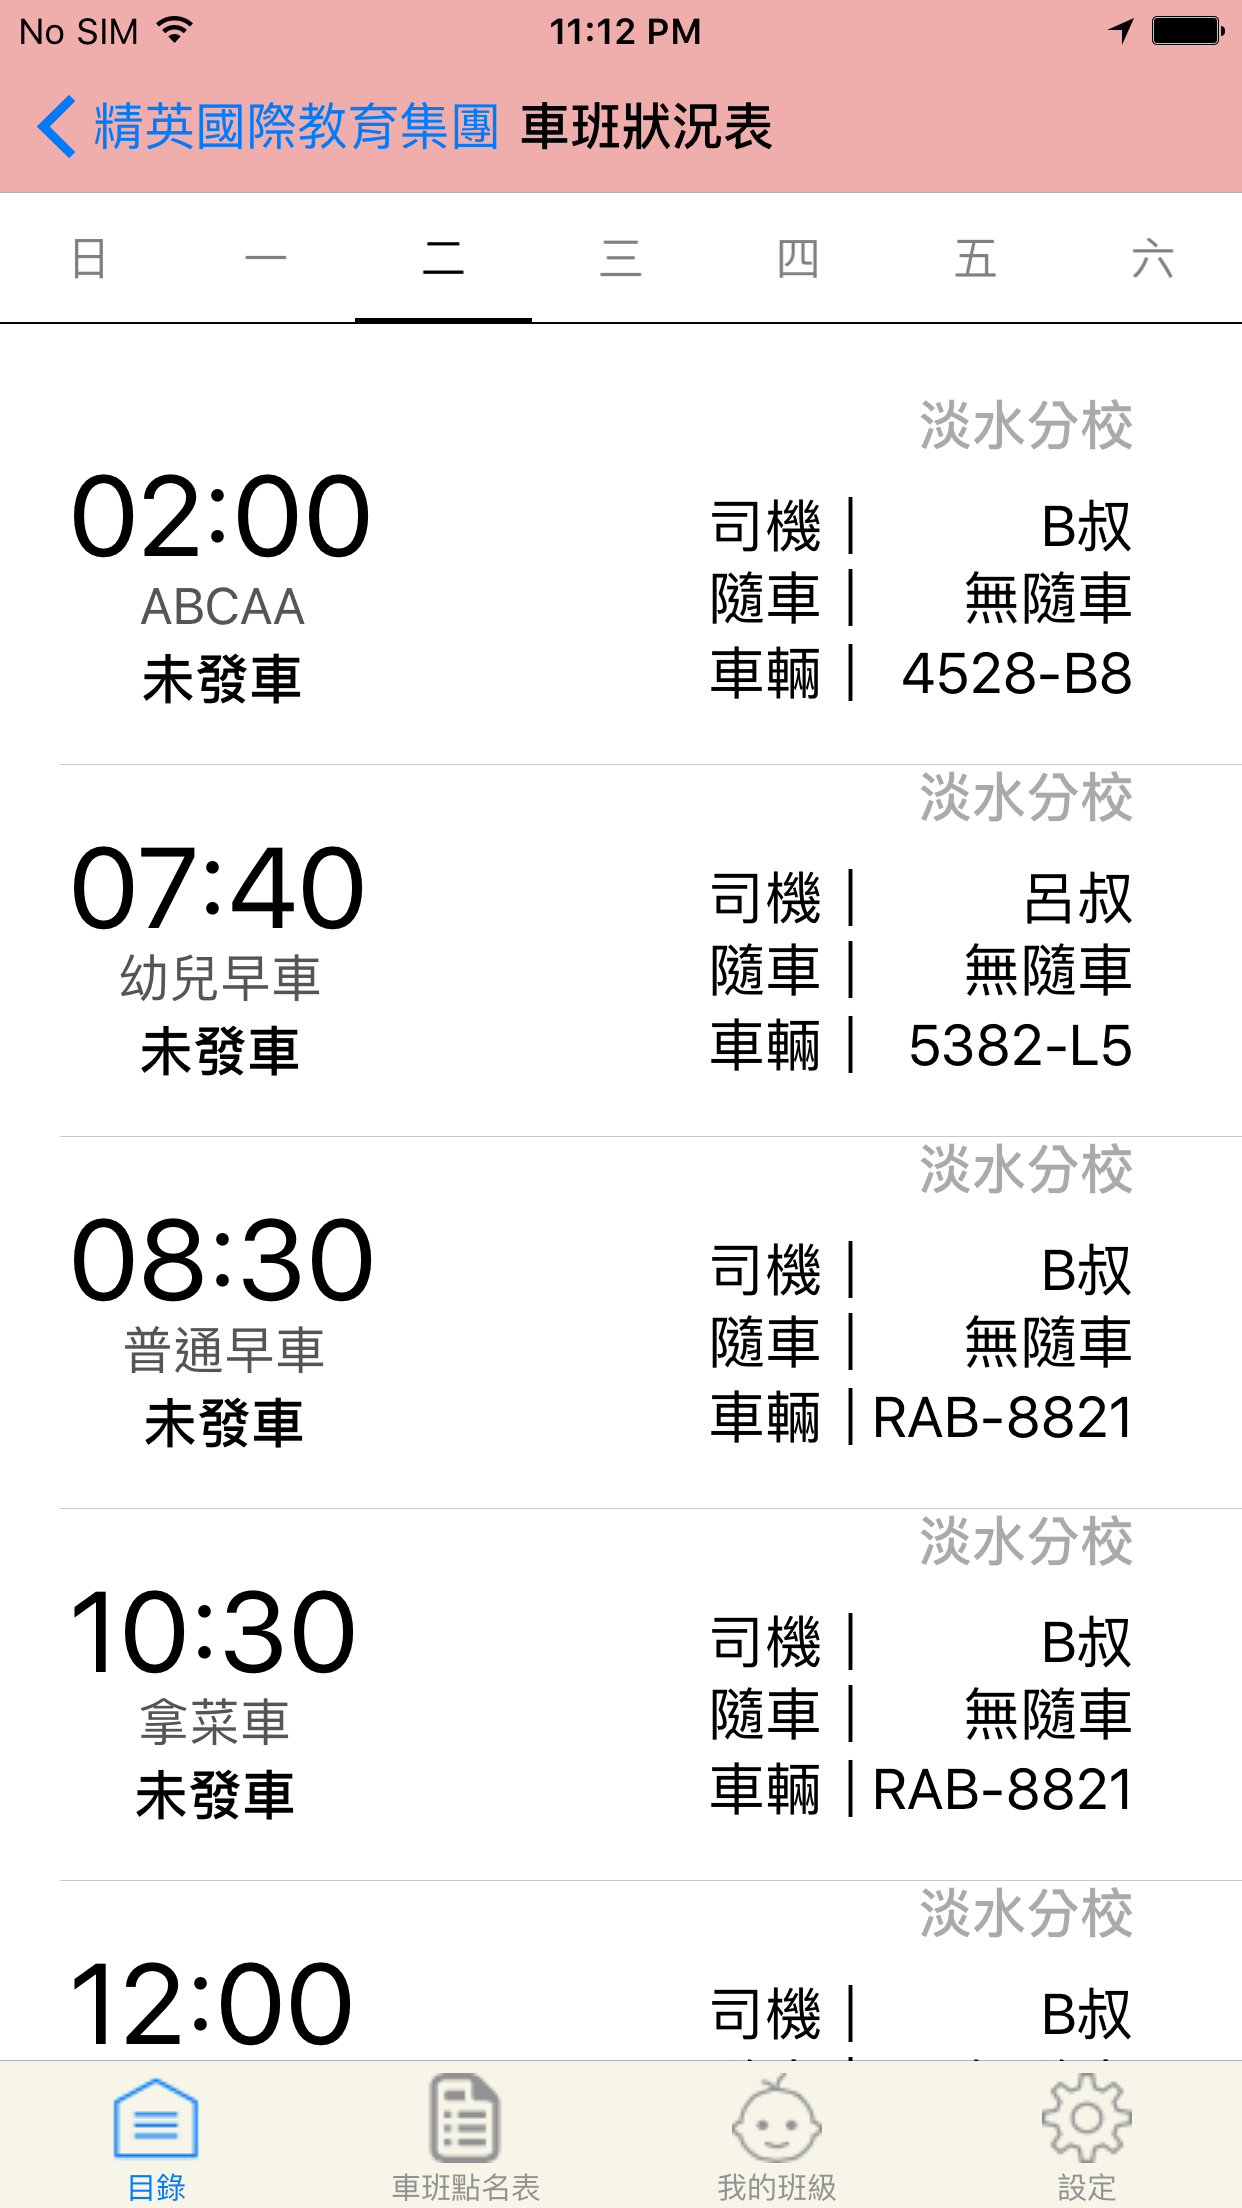 No SIM 11:12 PM
精英國際教育集團 車班狀況表
日 一 二 三 四 五 六
淡水分校
02:00
ABCAA
未發車
司機 | B叔
隨車 | 無隨車
車輛 | 4528-B8
淡水分校
07:40
幼兒早車
未發車
司機 | 呂叔
隨車 | 無隨車
車輛 | 5382-L5
淡水分校
08:30
普通早車
未發車
司機 | B叔
隨車 | 無隨車
車輛 | RAB-8821
淡水分校
10:30
拿菜車
未發車
司機 | B叔
隨車 | 無隨車
車輛 | RAB-8821
淡水分校
12:00
司機 | B叔
目錄 車班點名表 我的班級 設定